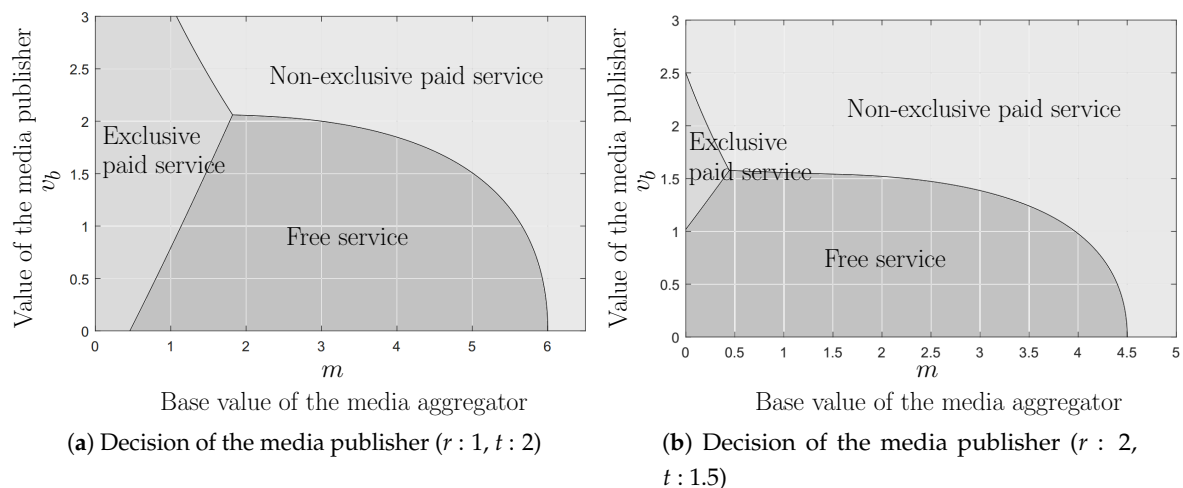 3
2.5
2
1.5
1
0.5
0
Value of the media publisher
v_b
Non-exclusive paid service
Exclusive
paid service
Free service
0 1 2 3 4 5 6
m
Base value of the media aggregator
(a) Decision of the media publisher (r : 1, t : 2)
3
2.5
2
1.5
1
0.5
0
Value of the media publisher
v_b
Non-exclusive paid service
Exclusive
paid service
Free service
0 0.5 1 1.5 2 2.5 3 3.5 4 4.5 5
m
Base value of the media aggregator
(b) Decision of the media publisher (r : 2,
t : 1.5)